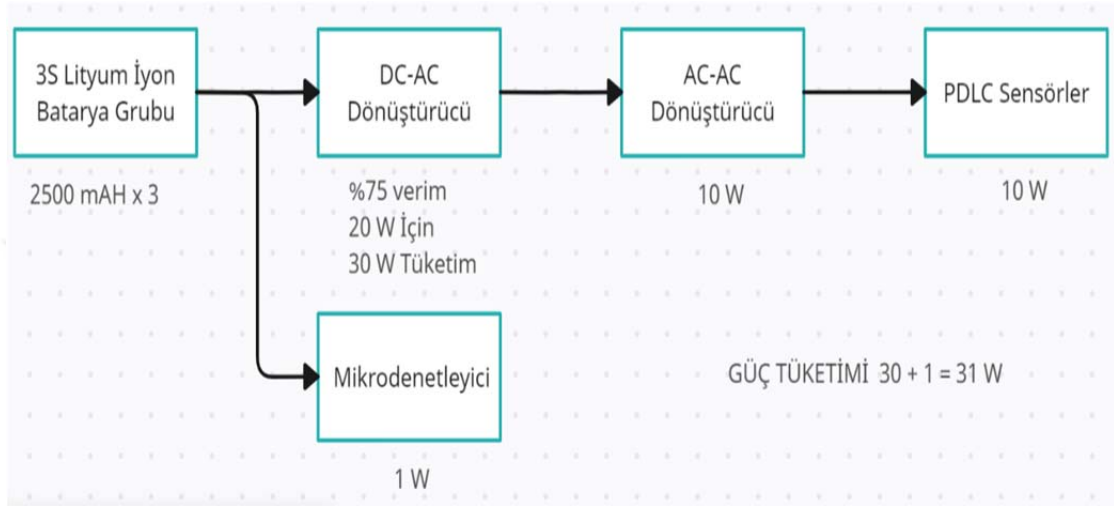 3S Lityum İyon
Batarya Grubu
DC-AC
Dönüştürücü
AC-AC
Dönüştürücü
PDLC Sensörler
2500 mAH x 3
%75 verim
20 W İçin
30 W Tüketim
10 W
10 W
Mikrodenetleyici
GÜÇ TÜKETİMİ 30 + 1 = 31 W
1 W